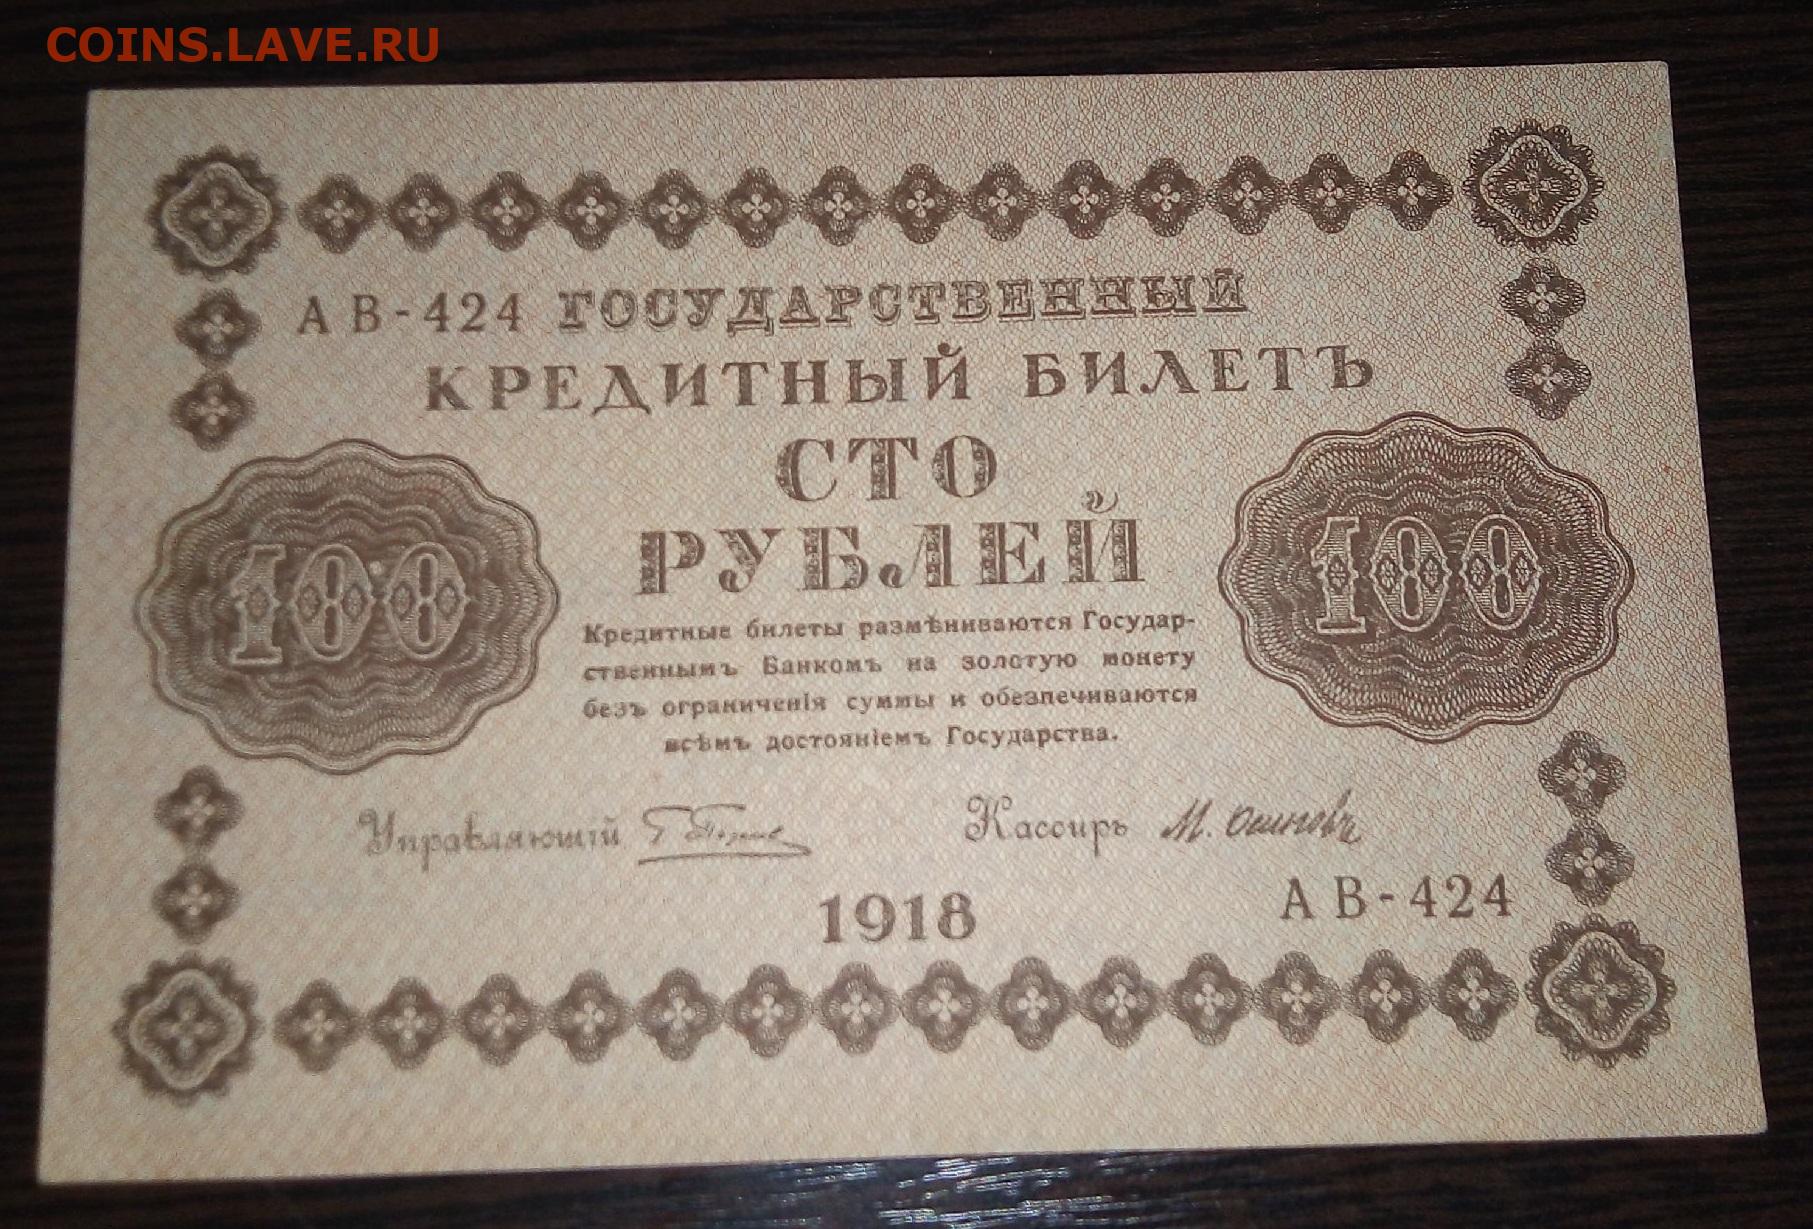 COINS.LAVE.RU
АВ-424 ГОСУДАРСТВЕННЫЙ
КРЕДИТНЫЙ БИЛЕТЪ
СТО
РУБЛЕЙ
100
100
Кредитные билеты размѣниваются Государ-
ственнымъ Банкомъ на золотую монету
безъ ограниченія суммы и обезпечиваются
всѣмъ достояніемъ Государства.
Управляющій Кассиръ М. Осиповъ
1918
АВ-424